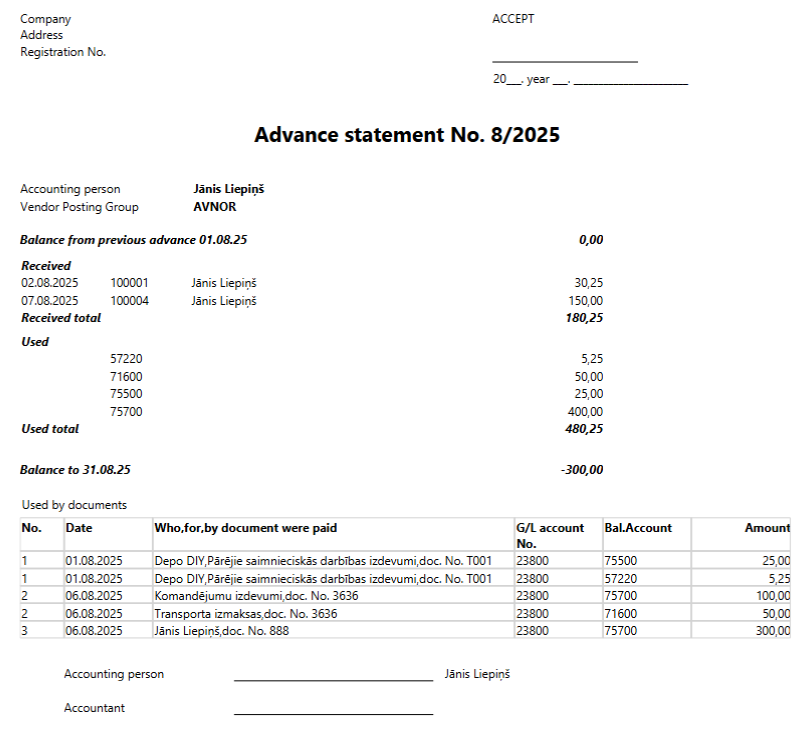 Company
ACCEPT
Address
Registration No.
20__. year __. ____________________
Advance statement No. 8/2025
Accounting person Jānis Liepiņš
Vendor Posting Group AVNOR
Balance from previous advance 01.08.25 0,00
Received
02.08.2025 100001 Jānis Liepiņš 30,25
07.08.2025 100004 Jānis Liepiņš 150,00
Received total 180,25
Used
57220 5,25
71600 50,00
75500 25,00
75700 400,00
Used total 480,25
Balance to 31.08.25 -300,00
Used by documents
No. Date Who,for,by document were paid G/L account No. Bal.Account Amount
1 01.08.2025 Depo DIY,Pārējie saimnieciskās darbības izdevumi,doc. No. T001 23800 75500 25,00
1 01.08.2025 Depo DIY,Pārējie saimnieciskās darbības izdevumi,doc. No. T001 23800 57220 5,25
2 06.08.2025 Komandējumu izdevumi,doc. No. 3636 23800 75700 100,00
2 06.08.2025 Transporta izmaksas,doc. No. 3636 23800 71600 50,00
3 06.08.2025 Jānis Liepiņš,doc. No. 888 23800 75700 300,00
Accounting person Jānis Liepiņš
Accountant